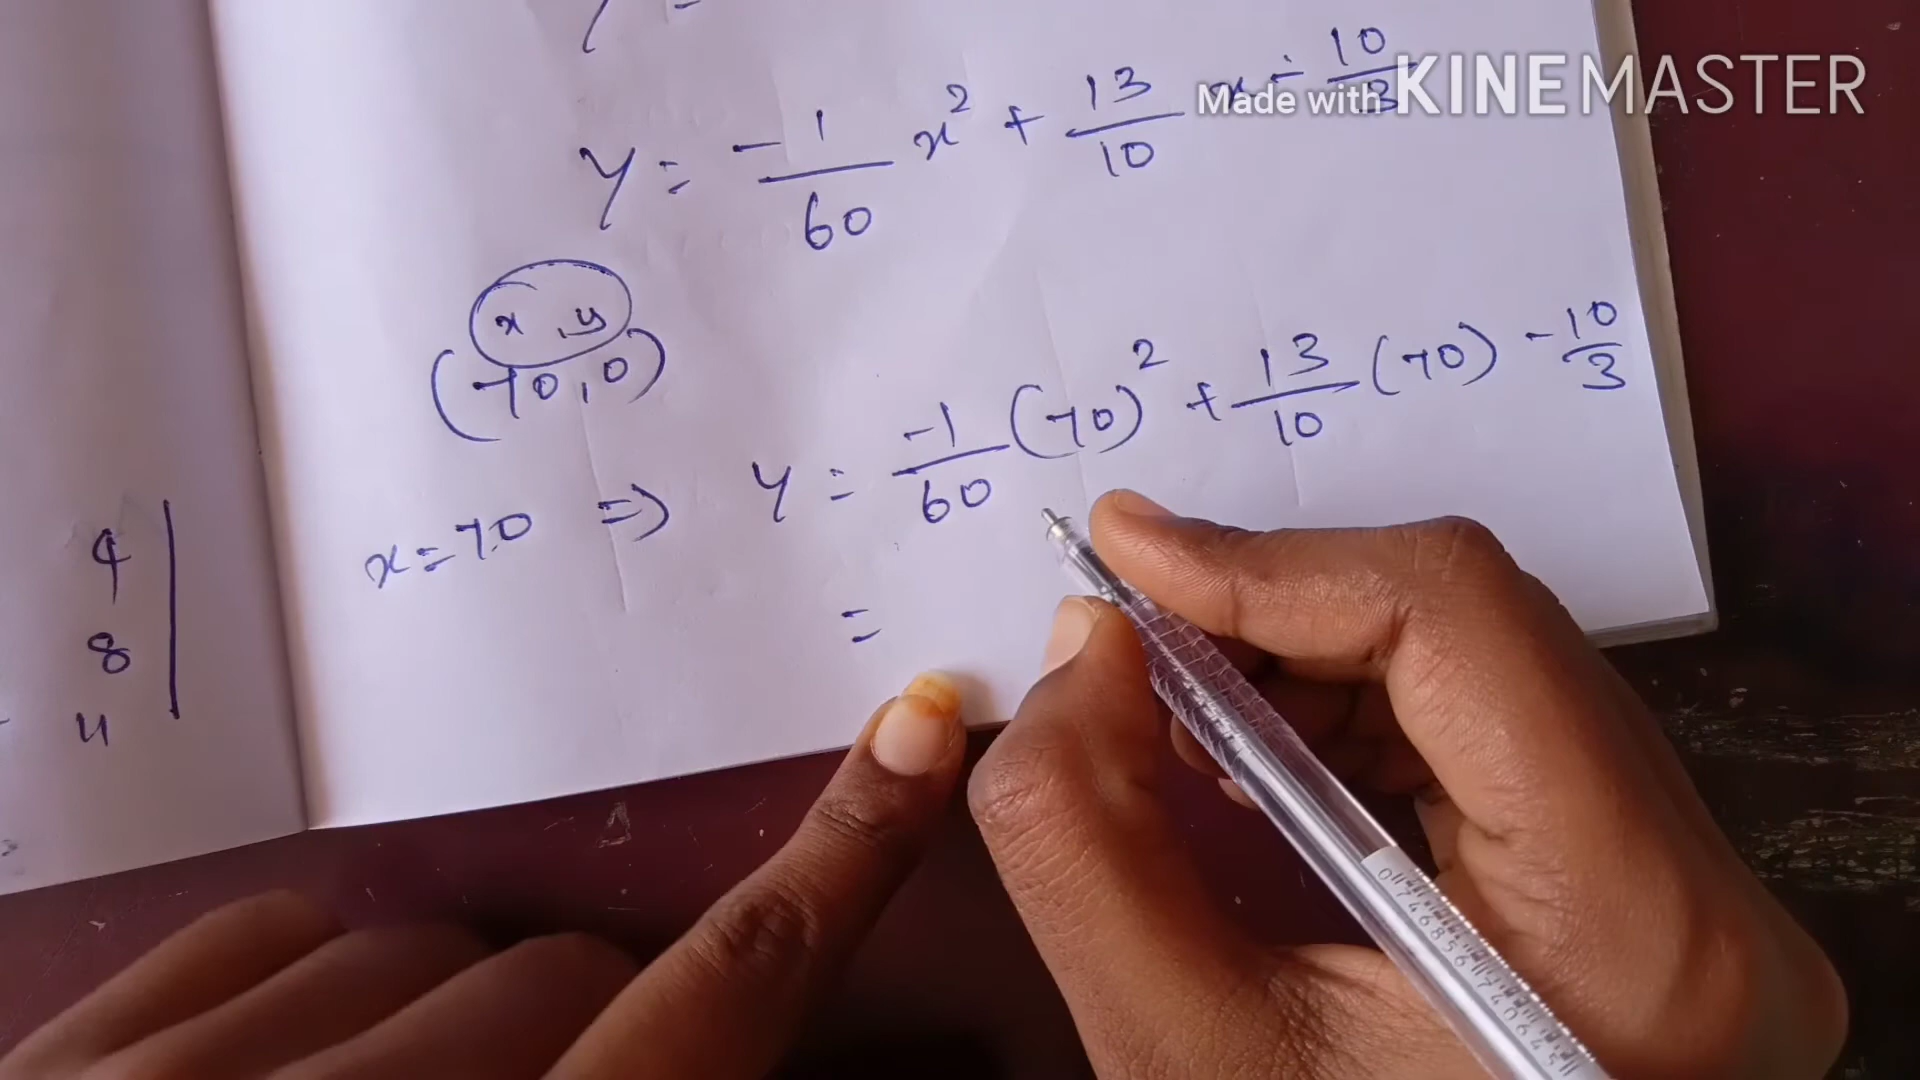 y = -1/60 x² + 13/10 x - 10/3
Made with KINEMASTER
x, y
(70, 0)
x = 70 ⇒ y = -1/60 (70)² + 13/10 (70) - 10/3
=
4
8
4